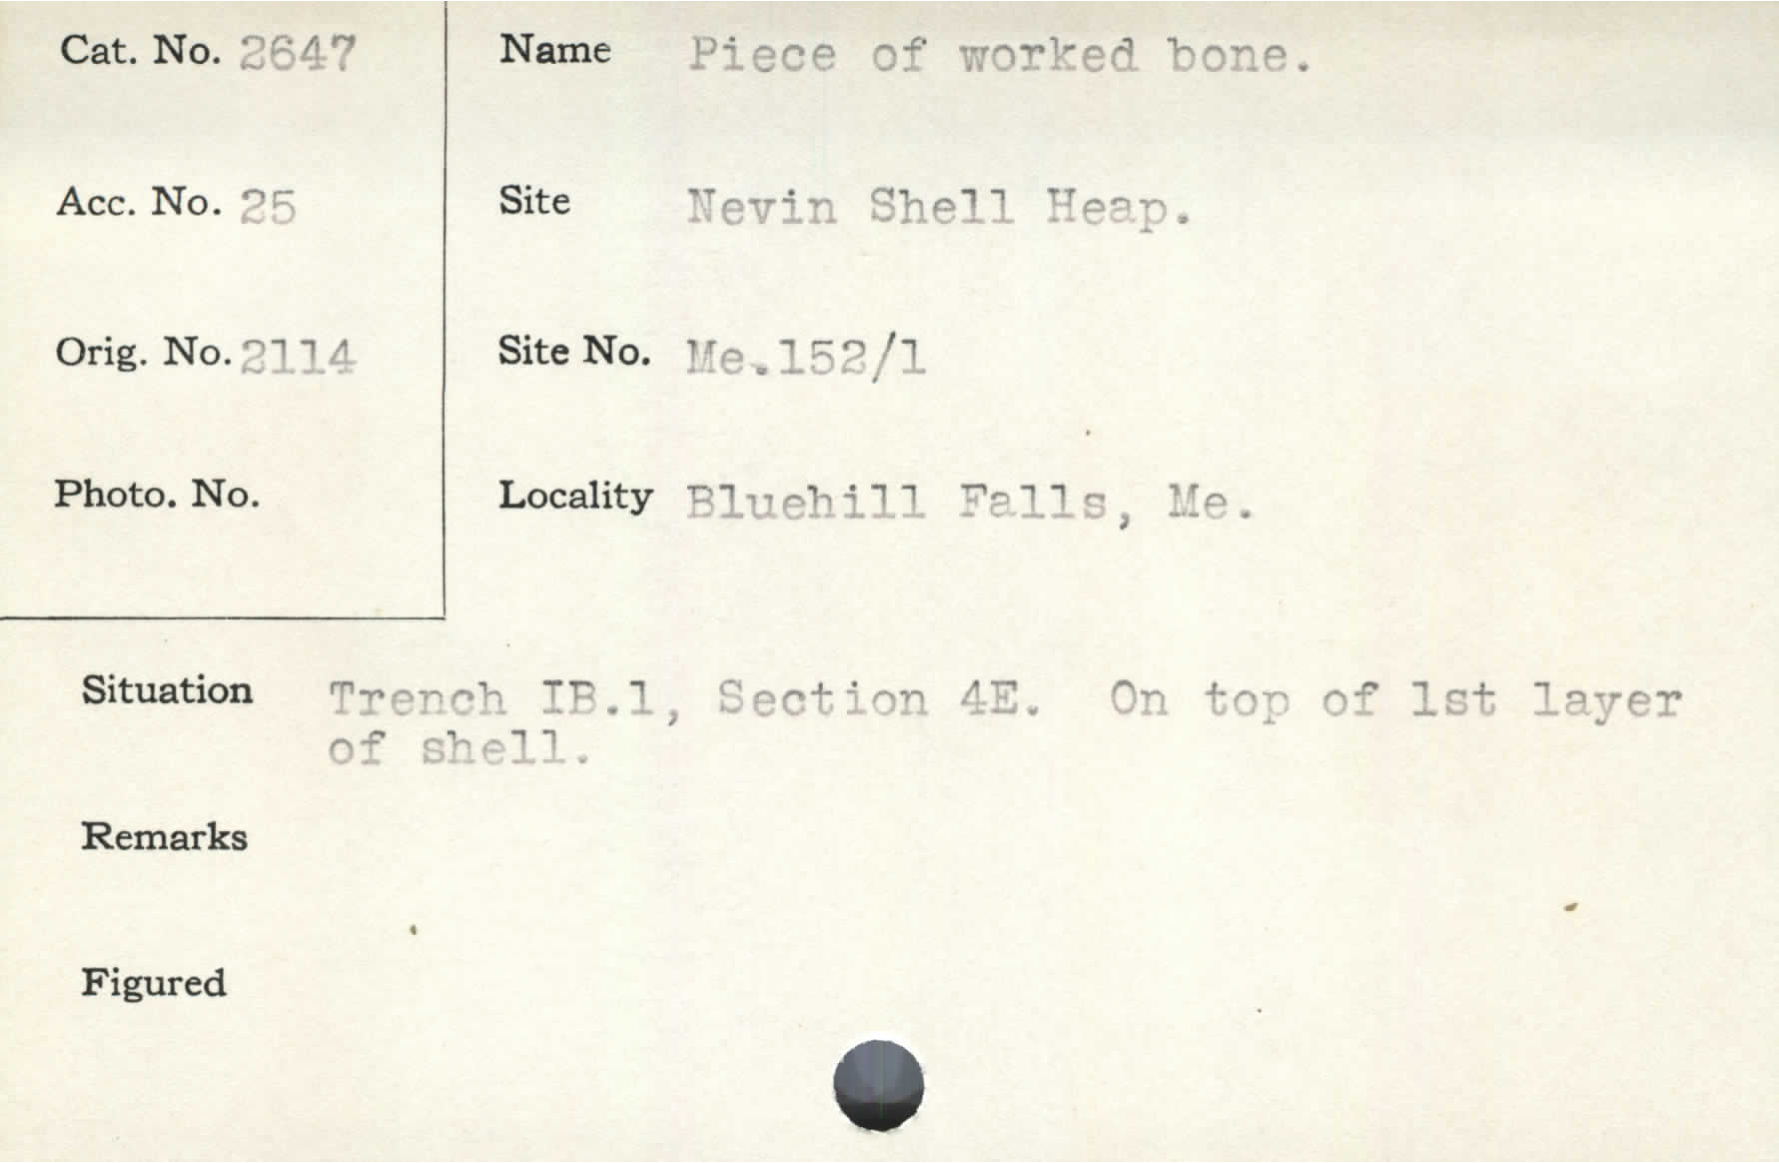 Cat. No. 2647
Name Piece of worked bone.
Acc. No. 25
Site Nevin Shell Heap.
Orig. No. 2114
Site No. Me.152/1
Photo. No.
Locality Bluehill Falls, Me.
Situation Trench IB.1, Section 4E. On top of 1st layer
of shell.
Remarks
Figured